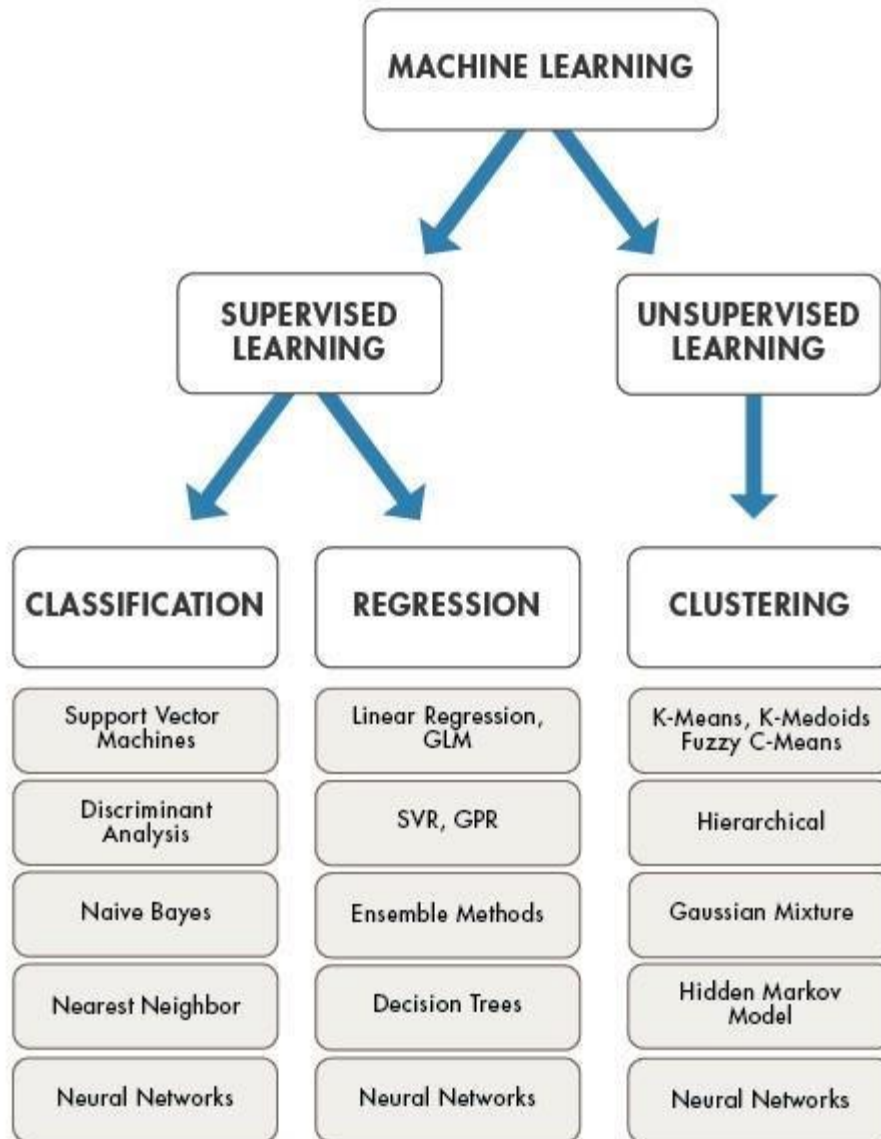 MACHINE LEARNING
SUPERVISED
LEARNING
UNSUPERVISED
LEARNING
CLASSIFICATION
Support Vector
Machines
Discriminant
Analysis
Naive Bayes
Nearest Neighbor
Neural Networks
REGRESSION
Linear Regression,
GLM
SVR, GPR
Ensemble Methods
Decision Trees
Neural Networks
CLUSTERING
K-Means, K-Medoids
Fuzzy C-Means
Hierarchical
Gaussian Mixture
Hidden Markov
Model
Neural Networks